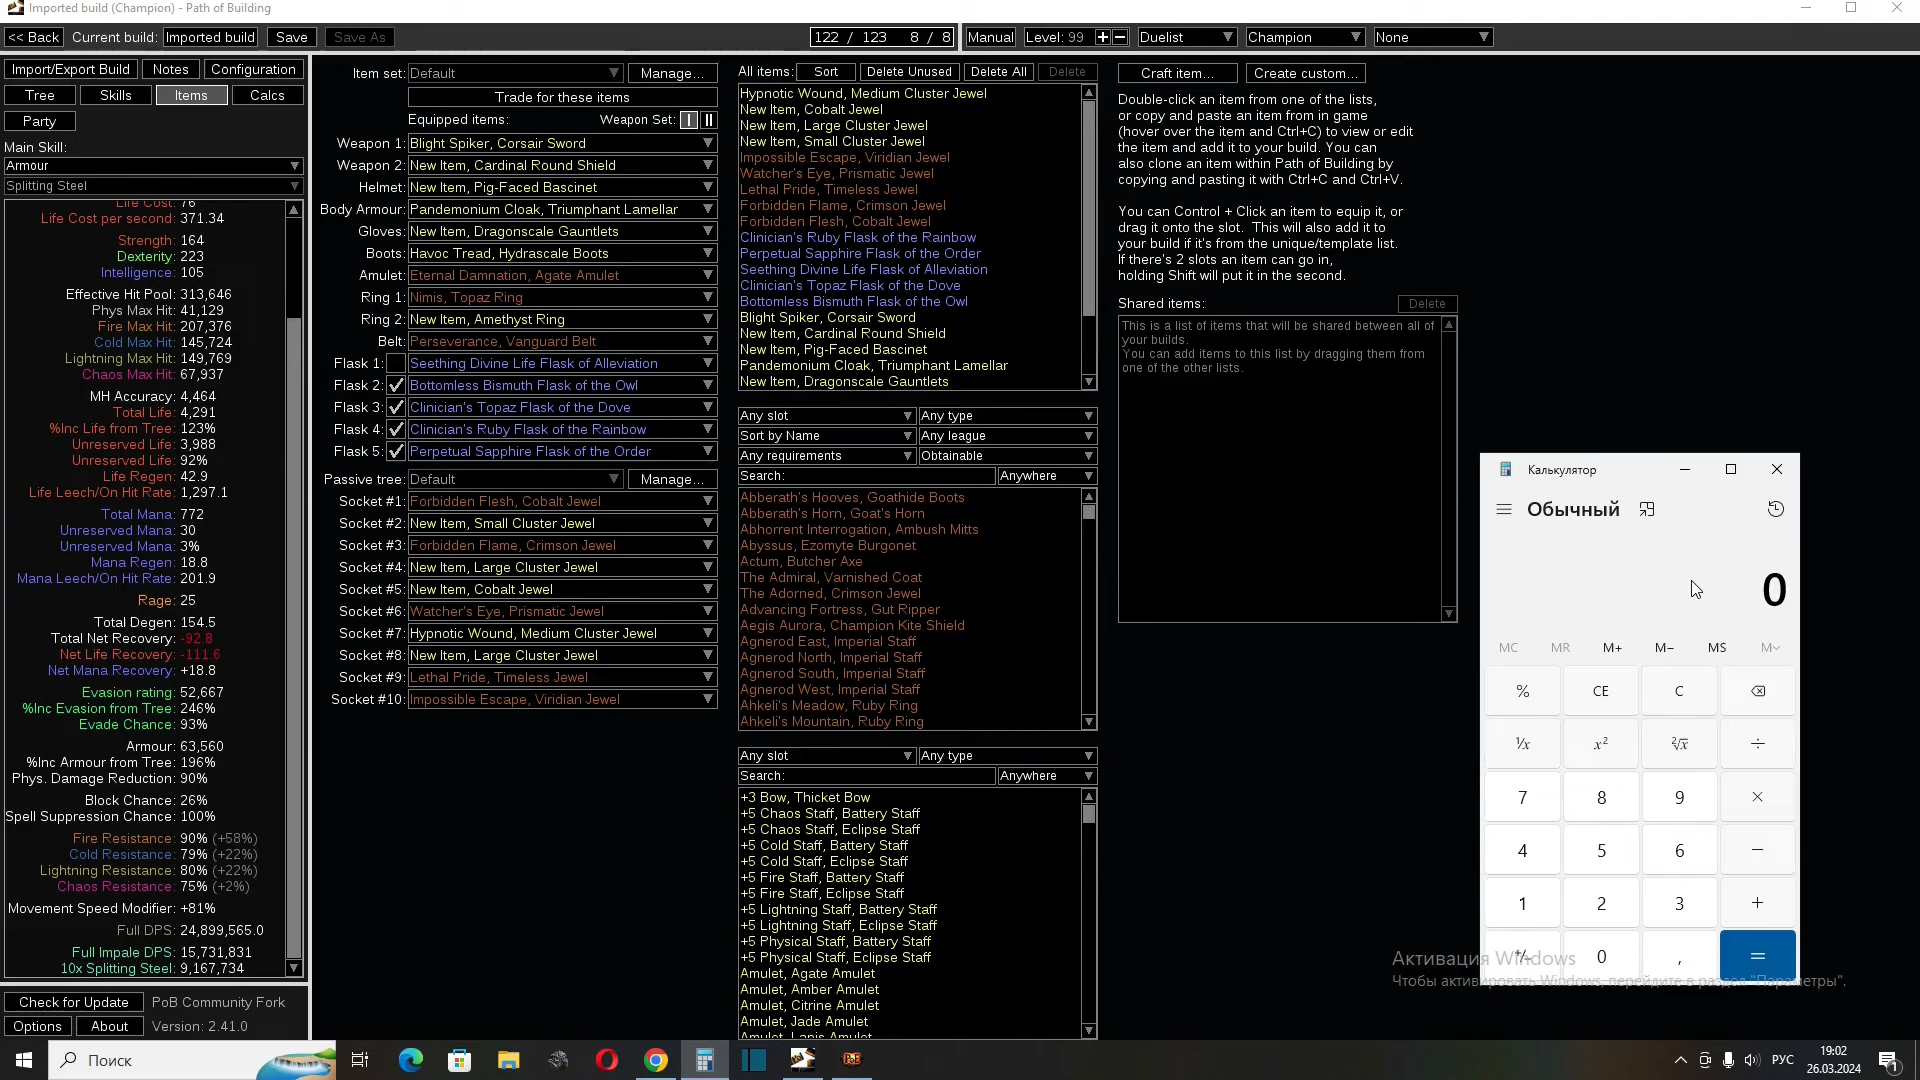 Imported build (Champion) - Path of Building
<< Back
Current build:
Imported build
Save
Save As
122 / 123 8 / 8
Manual
Level: 99
+
−
Duelist
Champion
None
Import/Export Build
Notes
Configuration
Tree
Skills
Items
Calcs
Party
Main Skill:
Armour
Splitting Steel
Life Cost: 76
Life Cost per second: 371.34
Strength: 164
Dexterity: 223
Intelligence: 105
Effective Hit Pool: 313,646
Phys Max Hit: 41,129
Fire Max Hit: 207,376
Cold Max Hit: 145,724
Lightning Max Hit: 149,769
Chaos Max Hit: 67,937
MH Accuracy: 4,464
Total Life: 4,291
%Inc Life from Tree: 123%
Unreserved Life: 3,988
Unreserved Life: 92%
Life Regen: 42.9
Life Leech/On Hit Rate: 1,297.1
Total Mana: 772
Unreserved Mana: 30
Unreserved Mana: 3%
Mana Regen: 18.8
Mana Leech/On Hit Rate: 201.9
Rage: 25
Total Degen: 154.5
Total Net Recovery: -92.8
Net Life Recovery: -111.6
Net Mana Recovery: +18.8
Evasion rating: 52,667
%Inc Evasion from Tree: 246%
Evade Chance: 93%
Armour: 63,560
%Inc Armour from Tree: 196%
Phys. Damage Reduction: 90%
Block Chance: 26%
Spell Suppression Chance: 100%
Fire Resistance: 90% (+58%)
Cold Resistance: 79% (+22%)
Lightning Resistance: 80% (+22%)
Chaos Resistance: 75% (+2%)
Movement Speed Modifier: +81%
Full DPS: 24,899,565.0
Full Impale DPS: 15,731,831
10x Splitting Steel: 9,167,734
Check for Update
PoB Community Fork
Options
About
Version: 2.41.0
Item set: Default
Manage...
Trade for these items
Equipped items:
Weapon Set: I II
Weapon 1: Blight Spiker, Corsair Sword
Weapon 2: New Item, Cardinal Round Shield
Helmet: New Item, Pig-Faced Bascinet
Body Armour: Pandemonium Cloak, Triumphant Lamellar
Gloves: New Item, Dragonscale Gauntlets
Boots: Havoc Tread, Hydrascale Boots
Amulet: Eternal Damnation, Agate Amulet
Ring 1: Nimis, Topaz Ring
Ring 2: New Item, Amethyst Ring
Belt: Perseverance, Vanguard Belt
Flask 1: Seething Divine Life Flask of Alleviation
Flask 2: Bottomless Bismuth Flask of the Owl
Flask 3: Clinician's Topaz Flask of the Dove
Flask 4: Clinician's Ruby Flask of the Rainbow
Flask 5: Perpetual Sapphire Flask of the Order
Passive tree: Default
Manage...
Socket #1: Forbidden Flesh, Cobalt Jewel
Socket #2: New Item, Small Cluster Jewel
Socket #3: Forbidden Flame, Crimson Jewel
Socket #4: New Item, Large Cluster Jewel
Socket #5: New Item, Cobalt Jewel
Socket #6: Watcher's Eye, Prismatic Jewel
Socket #7: Hypnotic Wound, Medium Cluster Jewel
Socket #8: New Item, Large Cluster Jewel
Socket #9: Lethal Pride, Timeless Jewel
Socket #10: Impossible Escape, Viridian Jewel
All items:
Sort
Delete Unused
Delete All
Delete
Hypnotic Wound, Medium Cluster Jewel
New Item, Cobalt Jewel
New Item, Large Cluster Jewel
New Item, Small Cluster Jewel
Impossible Escape, Viridian Jewel
Watcher's Eye, Prismatic Jewel
Lethal Pride, Timeless Jewel
Forbidden Flame, Crimson Jewel
Forbidden Flesh, Cobalt Jewel
Clinician's Ruby Flask of the Rainbow
Perpetual Sapphire Flask of the Order
Seething Divine Life Flask of Alleviation
Clinician's Topaz Flask of the Dove
Bottomless Bismuth Flask of the Owl
Blight Spiker, Corsair Sword
New Item, Cardinal Round Shield
New Item, Pig-Faced Bascinet
Pandemonium Cloak, Triumphant Lamellar
New Item, Dragonscale Gauntlets
Any slot
Any type
Sort by Name
Any league
Any requirements
Obtainable
Search:
Anywhere
Abberath's Hooves, Goathide Boots
Abberath's Horn, Goat's Horn
Abhorrent Interrogation, Ambush Mitts
Abyssus, Ezomyte Burgonet
Actum, Butcher Axe
The Admiral, Varnished Coat
The Adorned, Crimson Jewel
Advancing Fortress, Gut Ripper
Aegis Aurora, Champion Kite Shield
Agnerod East, Imperial Staff
Agnerod North, Imperial Staff
Agnerod South, Imperial Staff
Agnerod West, Imperial Staff
Ahkeli's Meadow, Ruby Ring
Ahkeli's Mountain, Ruby Ring
Any slot
Any type
Search:
Anywhere
+3 Bow, Thicket Bow
+5 Chaos Staff, Battery Staff
+5 Chaos Staff, Eclipse Staff
+5 Cold Staff, Battery Staff
+5 Cold Staff, Eclipse Staff
+5 Fire Staff, Battery Staff
+5 Fire Staff, Eclipse Staff
+5 Lightning Staff, Battery Staff
+5 Lightning Staff, Eclipse Staff
+5 Physical Staff, Battery Staff
+5 Physical Staff, Eclipse Staff
Amulet, Agate Amulet
Amulet, Amber Amulet
Amulet, Citrine Amulet
Amulet, Jade Amulet
Amulet, Lapis Amulet
Craft item...
Create custom...
Double-click an item from one of the lists,
or copy and paste an item from in game
(hover over the item and Ctrl+C) to view or edit
the item and add it to your build. You can
also clone an item within Path of Building by
copying and pasting it with Ctrl+C and Ctrl+V.
You can Control + Click an item to equip it, or
drag it onto the slot. This will also add it to
your build if it's from the unique/template list.
If there's 2 slots an item can go in,
holding Shift will put it in the second.
Shared items:
Delete
This is a list of items that will be shared between all of
your builds.
You can add items to this list by dragging them from
one of the other lists.
Калькулятор
Обычный
0
MC MR M+ M− MS M˅
% CE C
¹/x x² ²√x ÷
7 8 9 ×
4 5 6 −
1 2 3 +
+/− 0 , =
Активация Windows
Чтобы активировать Windows, перейдите в раздел "Параметры".
Поиск
РУС
19:02
26.03.2024
1